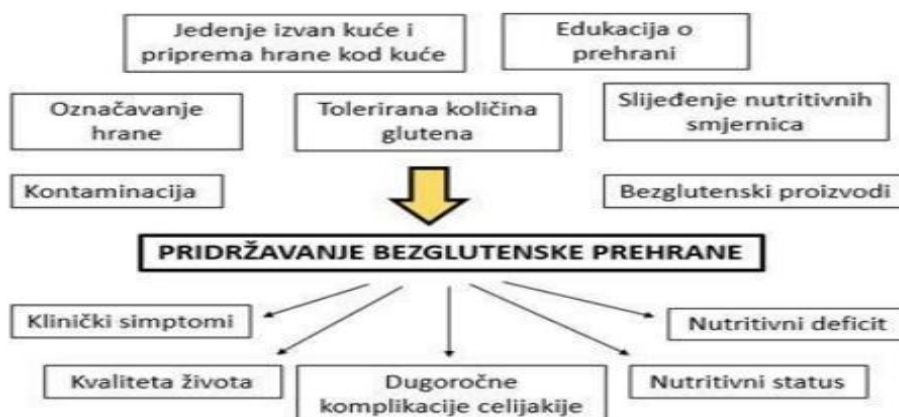 Jedenje izvan kuće i
priprema hrane kod kuće
Edukacija o
prehrani
Označavanje
hrane
Tolerirana količina
glutena
Slijeđenje nutritivnih
smjernica
Kontaminacija
Bezglutenski proizvodi
PRIDRŽAVANJE BEZGLUTENSKE PREHRANE
Klinički simptomi
Nutritivni deficit
Kvaliteta života
Dugoročne
komplikacije celijakije
Nutritivni status